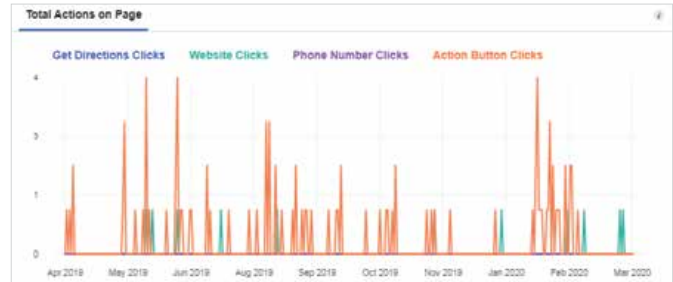 Total Actions on Page
i
Get Directions Clicks Website Clicks Phone Number Clicks Action Button Clicks
4
3
1
0
Apr 2019 May 2019 Jun 2019 Aug 2019 Sep 2019 Oct 2019 Nov 2019 Jan 2020 Feb 2020 Mar 2020